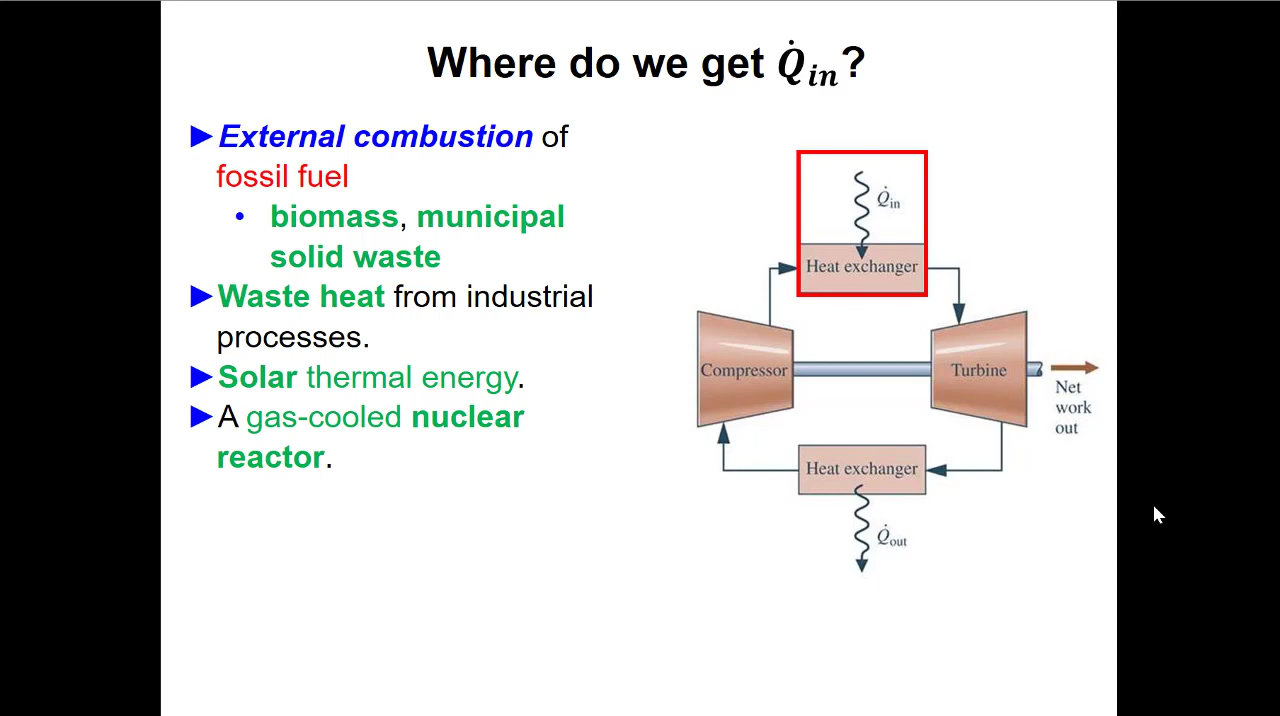 Where do we get Q̇in?
►External combustion of
fossil fuel
• biomass, municipal
solid waste
►Waste heat from industrial
processes.
►Solar thermal energy.
►A gas-cooled nuclear
reactor.
Q̇in
Heat exchanger
Compressor
Turbine
Net
work
out
Heat exchanger
Q̇out